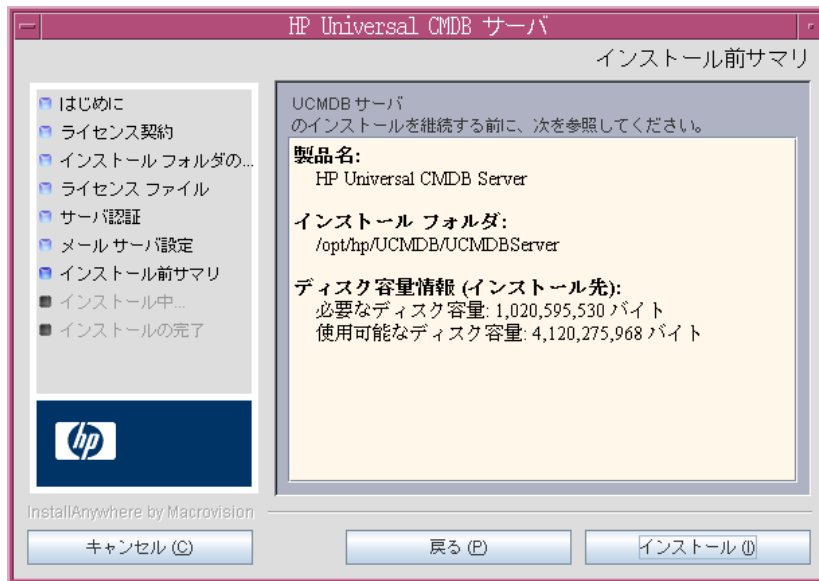 HP Universal CMDB サーバ
インストール前サマリ
はじめに
ライセンス契約
インストール フォルダの...
ライセンス ファイル
サーバ認証
メール サーバ設定
インストール前サマリ
インストール中...
インストールの完了
hp
UCMDB サーバ
のインストールを継続する前に、次を参照してください。
製品名:
HP Universal CMDB Server
インストール フォルダ:
/opt/hp/UCMDB/UCMDBServer
ディスク容量情報 (インストール先):
必要なディスク容量: 1,020,595,530 バイト
使用可能なディスク容量: 4,120,275,968 バイト
InstallAnywhere by Macrovision
キャンセル (C)
戻る (P)
インストール (I)